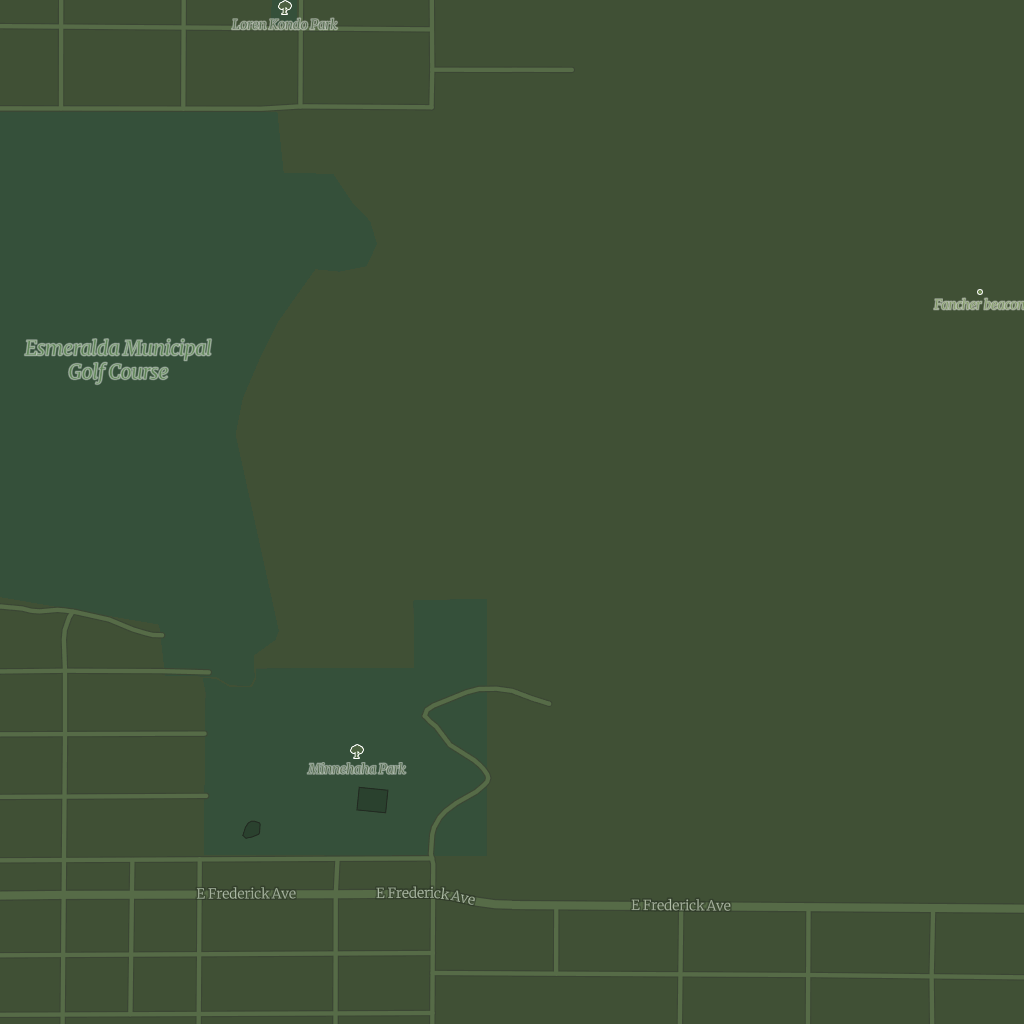 Loren Kondo Park
Fancher beacon
Esmeralda Municipal
Golf Course
Minnehaha Park
E Frederick Ave
E Frederick Ave
E Frederick Ave